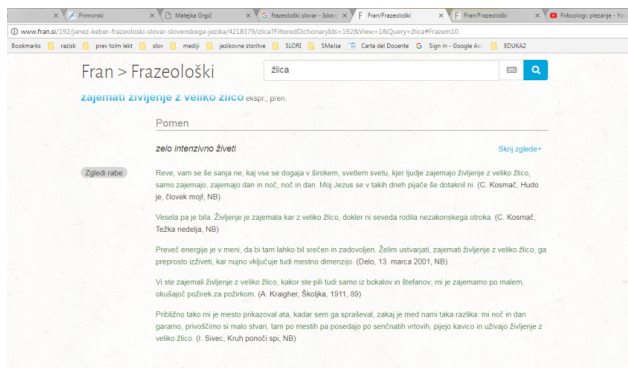 Primorski
Matejka Grgič
frazeološki slovar - Iskanj
Fran/Frazeološki
Fran/Frazeološki
Firbcologi: plezanje - Yo
www.fran.si/192/janez-keber-frazeoloski-slovar-slovenskega-jezika/4218379/zlica?FilteredDictionaryIds=192&View=1&Query=žlica#Frazem10
Bookmarks razisk prev tolm lekt slov mediji jezikovne storitve SLORI SMeJse Carta del Docente Sign in - Google Acc EDUKA2
Fran > Frazeološki
žlica
zajemati življenje z veliko žlico ekspr., pren.
Pomen
zelo intenzivno živeti
Skrij zglede
Zgledi rabe
Reve, vam se še sanja ne, kaj vse se dogaja v širokem, svetlem svetu, kjer ljudje zajemajo življenje z veliko žlico,
samo zajemajo, zajemajo dan in noč, noč in dan. Moj Jezus se v takih dneh pijače še dotaknil ni. (C. Kosmač, Hudo
je, človek moj!, NB)
Vesela pa je bila. Življenje je zajemala kar z veliko žlico, dokler ni seveda rodila nezakonskega otroka. (C. Kosmač,
Težka nedelja, NB)
Preveč energije je v meni, da bi tam lahko bil srečen in zadovoljen. Želim ustvarjati, zajemati življenje z veliko žlico, ga
preprosto izživeti, kar nujno vključuje tudi mestno dimenzijo. (Delo, 13. marca 2001, NB)
Vi ste zajemali življenje z veliko žlico, kakor ste pili tudi samo iz bokalov in štefanov; mi je zajemamo po malem,
okušajoč požirek za požirkom. (A. Kraigher, Školjka, 1911, 89)
Približno tako mi je mesto prikazoval ata, kadar sem ga spraševal, zakaj je med nami taka razlika: mi noč in dan
garamo, privoščimo si malo stvari, tam po mestih pa posedajo po senčnatih vrtovih, pijejo kavico in uživajo življenje z
veliko žlico. (I. Sivec, Kruh ponoči spi, NB)